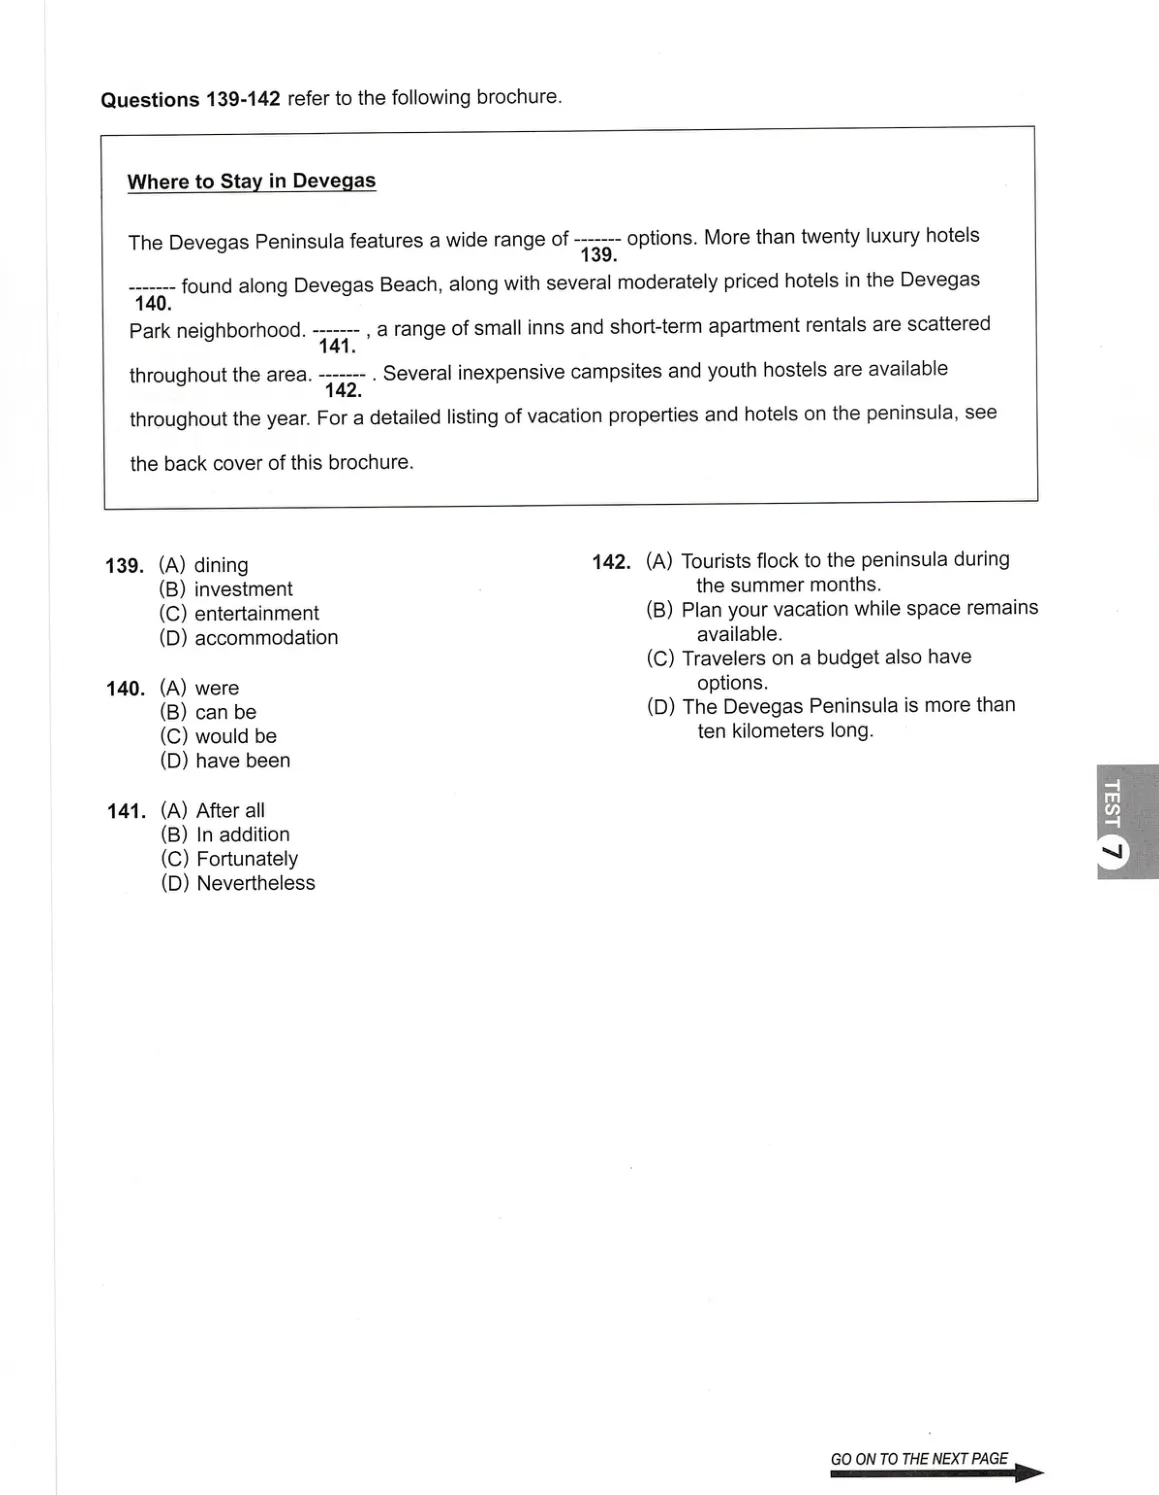 Questions 139-142 refer to the following brochure.
Where to Stay in Devegas
The Devegas Peninsula features a wide range of ------- options. More than twenty luxury hotels
139.
------- found along Devegas Beach, along with several moderately priced hotels in the Devegas
140.
Park neighborhood. ------- , a range of small inns and short-term apartment rentals are scattered
141.
throughout the area. ------- . Several inexpensive campsites and youth hostels are available
142.
throughout the year. For a detailed listing of vacation properties and hotels on the peninsula, see
the back cover of this brochure.
139. (A) dining
(B) investment
(C) entertainment
(D) accommodation
140. (A) were
(B) can be
(C) would be
(D) have been
141. (A) After all
(B) In addition
(C) Fortunately
(D) Nevertheless
142. (A) Tourists flock to the peninsula during
the summer months.
(B) Plan your vacation while space remains
available.
(C) Travelers on a budget also have
options.
(D) The Devegas Peninsula is more than
ten kilometers long.
TEST 7
GO ON TO THE NEXT PAGE